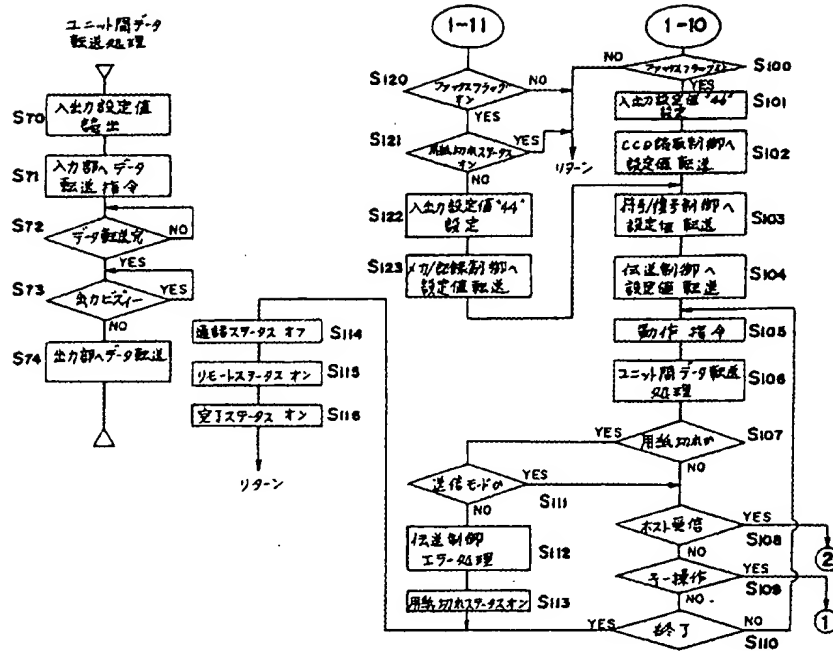 ユニット間データ
転送処理
S70
入出力設定値
読出
S71
入力部へデータ
転送指令
S72
データ転送完
NO
YES
S73
出力ビズィー
YES
NO
S74
出力部へデータ転送
1-11
S120
ファックスフラッグ
オン
NO
YES
S121
用紙切れステータス
オン
YES
NO
リターン
S122
入出力設定値"44"
設定
S123
メカ/記録制御へ
設定値転送
1-10
NO
ファックスフラッグオン
S100
YES
入出力設定値"46"
設定
S101
CCD読取制御へ
設定値転送
S102
符号/復号制御へ
設定値転送
S103
伝送制御へ
設定値転送
S104
動作指令
S105
ユニット間データ転送
処理
S106
YES
用紙切れか
S107
NO
送信モードか
YES
S111
NO
伝送制御
エラー処理
S112
用紙切れステータスオン
S113
ホスト受信
YES
S108
②
NO
キー操作
YES
S109
①
NO
YES
終了
NO
S110
通信ステータス オフ
S114
リモートステータス オン
S115
完了ステータス オン
S116
リターン